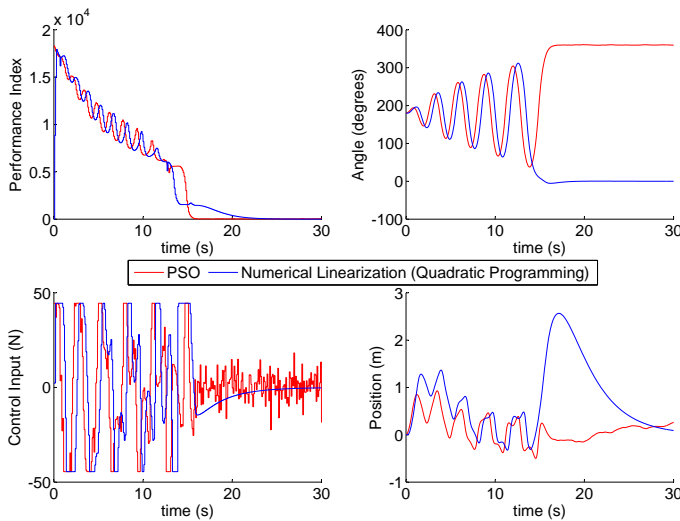 x 10^4
2
1.5
1
0.5
0
Performance Index
0 10 20 30
time (s)
400
300
200
100
0
-100
Angle (degrees)
0 10 20 30
time (s)
PSO Numerical Linearization (Quadratic Programming)
50
0
-50
Control Input (N)
0 10 20 30
time (s)
3
2
1
0
-1
Position (m)
0 10 20 30
time (s)